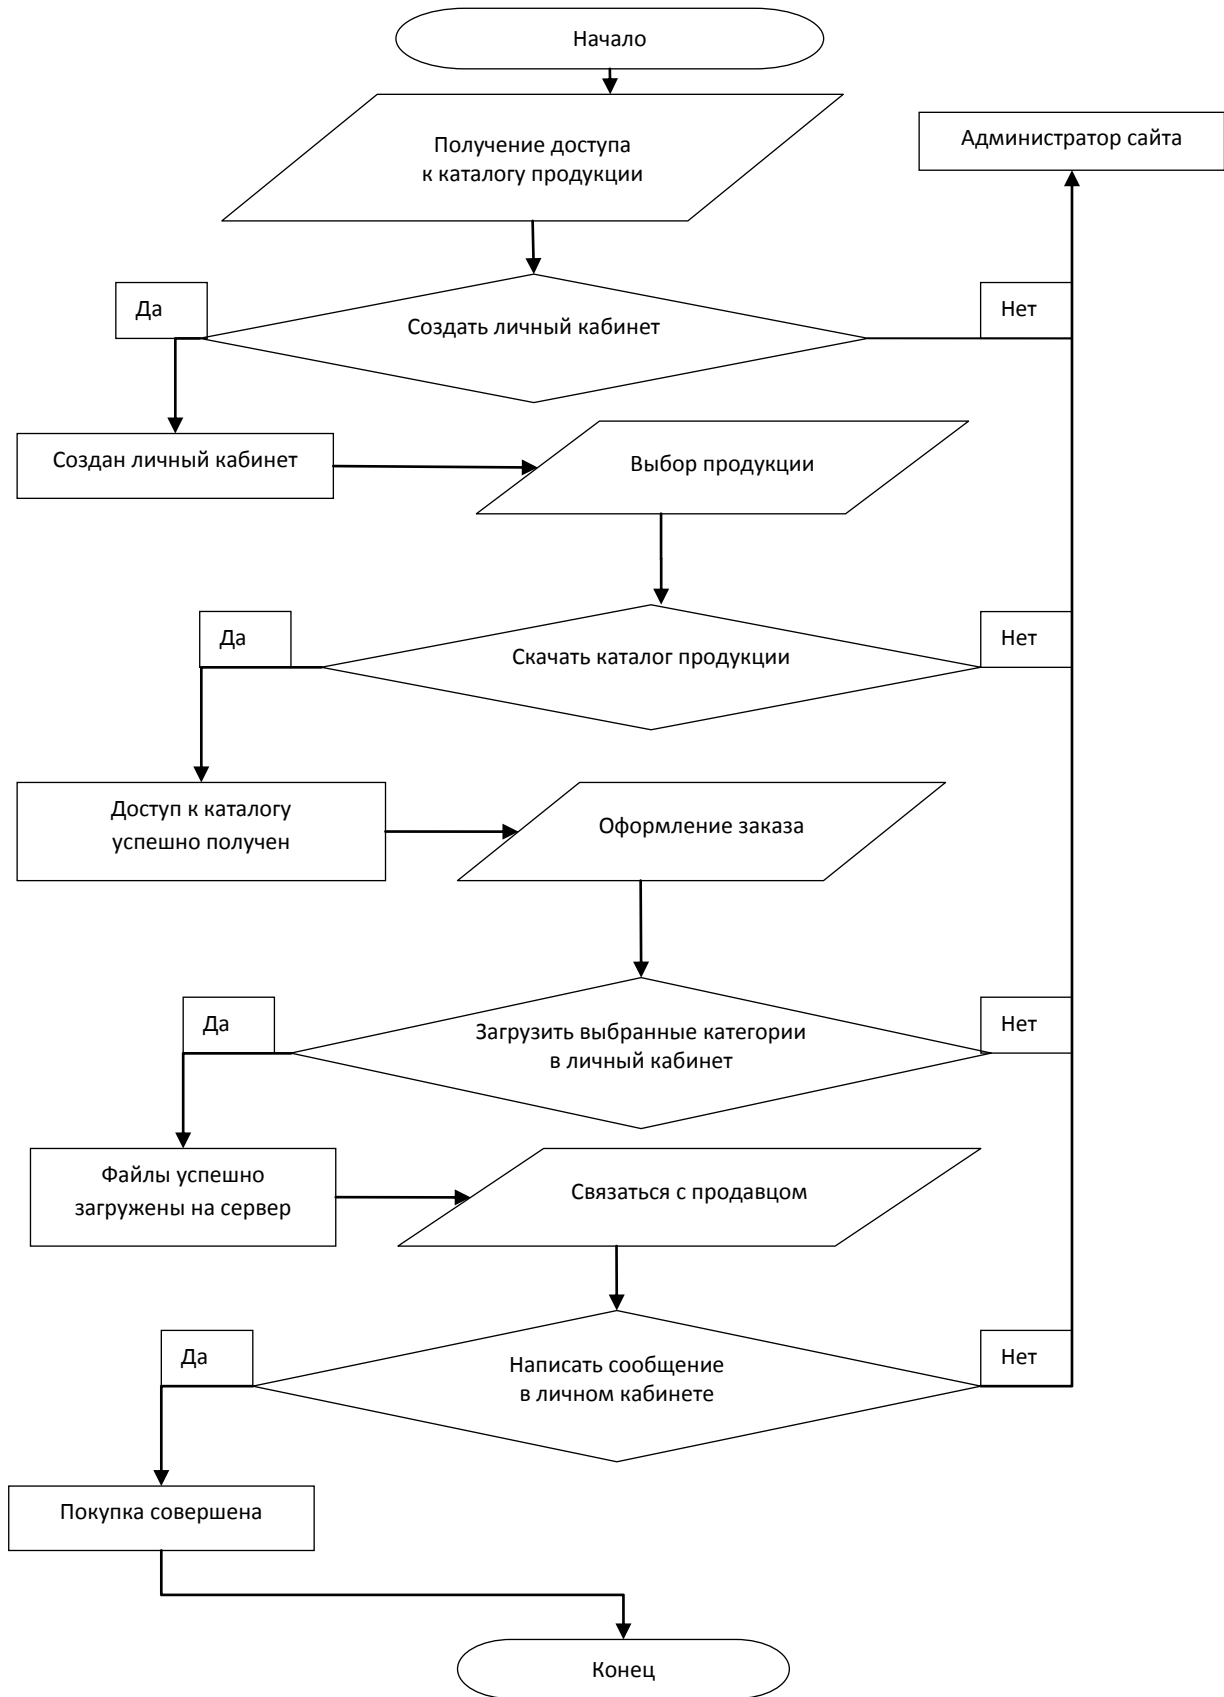 Начало
Получение доступа
к каталогу продукции
Администратор сайта
Да
Создать личный кабинет
Нет
Создан личный кабинет
Выбор продукции
Да
Скачать каталог продукции
Нет
Доступ к каталогу
успешно получен
Оформление заказа
Да
Загрузить выбранные категории
в личный кабинет
Нет
Файлы успешно
загружены на сервер
Связаться с продавцом
Да
Написать сообщение
в личном кабинете
Нет
Покупка совершена
Конец